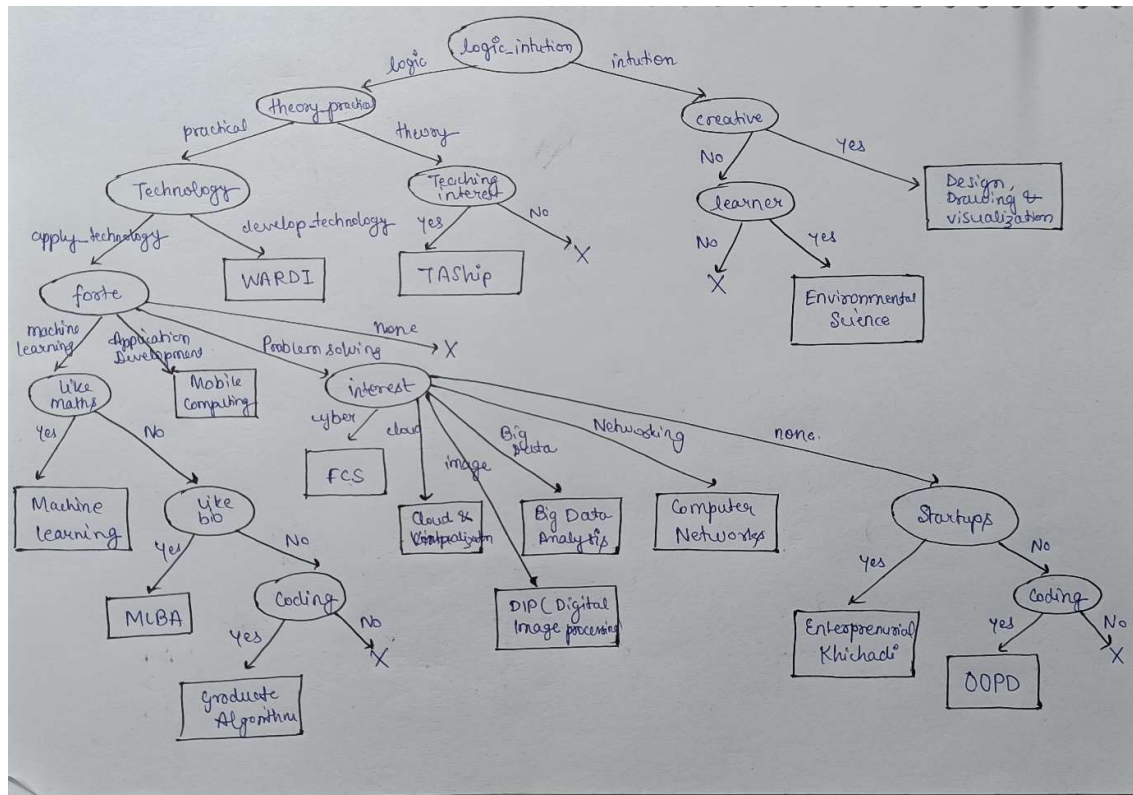 logic_intution
logic
intution
theory_practical
creative
practical
theory
No
Yes
Technology
Teaching
interest
learner
Design,
Drawing &
visualization
apply_technology
develop_technology
Yes
No
X
No
Yes
WARDI
TAShip
X
Environmental
Science
forte
machine
learning
Application
Development
Problem solving
none
X
Like
maths
Mobile
Computing
interest
Yes
No
cyber
cloud
image
Big
Data
Networking
none.
Machine
Learning
Like
bio
FCS
Cloud &
Big Data
Analytis
Computer
Networks
Startups
Yes
No
Yes
No
MLBA
Coding
DIP (Digital
Image processing
Coding
Yes
No
X
Enterprenurial
Khichadi
Yes
No
X
Graduate
Algorithm
OOPD